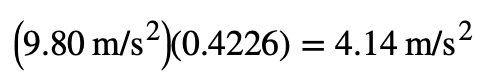 (9.80 m/s²)(0.4226) = 4.14 m/s²